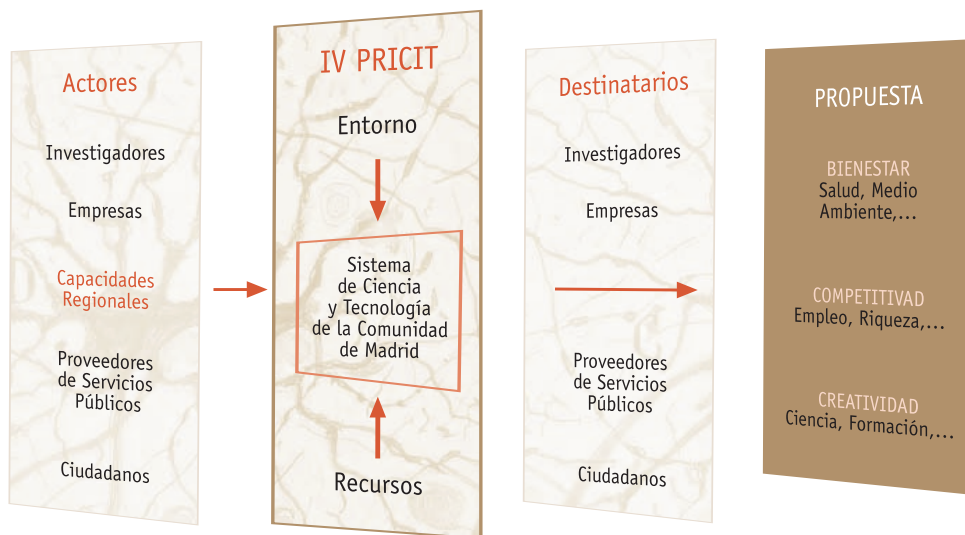 Actores
Investigadores
Empresas
Capacidades
Regionales
Proveedores
de Servicios
Públicos
Ciudadanos
IV PRICIT
Entorno
Sistema
de Ciencia
y Tecnología
de la Comunidad
de Madrid
Recursos
Destinatarios
Investigadores
Empresas
Proveedores
de Servicios
Públicos
Ciudadanos
PROPUESTA
BIENESTAR
Salud, Medio
Ambiente,...
COMPETITIVAD
Empleo, Riqueza,...
CREATIVIDAD
Ciencia, Formación,...